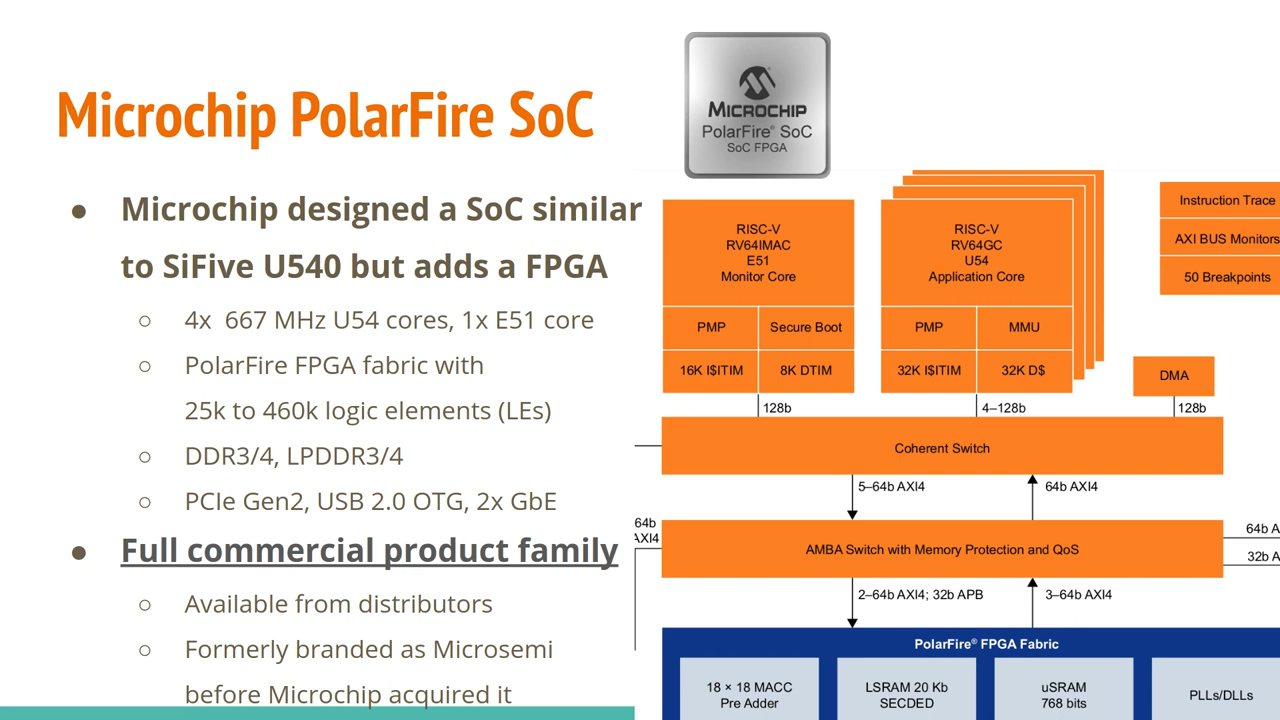 Microchip PolarFire SoC
● Microchip designed a SoC similar
to SiFive U540 but adds a FPGA
○ 4x 667 MHz U54 cores, 1x E51 core
○ PolarFire FPGA fabric with
25k to 460k logic elements (LEs)
○ DDR3/4, LPDDR3/4
○ PCIe Gen2, USB 2.0 OTG, 2x GbE
● Full commercial product family
○ Available from distributors
○ Formerly branded as Microsemi
before Microchip acquired it
MICROCHIP
PolarFire® SoC
SoC FPGA
RISC-V
RV64IMAC
E51
Monitor Core
PMP
Secure Boot
16K I$ITIM
8K DTIM
128b
RISC-V
RV64GC
U54
Application Core
PMP
MMU
32K I$ITIM
32K D$
4–128b
Instruction Trace
AXI BUS Monitors
50 Breakpoints
DMA
128b
Coherent Switch
5–64b AXI4
64b AXI4
64b
AXI4
AMBA Switch with Memory Protection and QoS
64b A
32b A
2–64b AXI4; 32b APB
3–64b AXI4
PolarFire® FPGA Fabric
18 × 18 MACC
Pre Adder
LSRAM 20 Kb
SECDED
uSRAM
768 bits
PLLs/DLLs